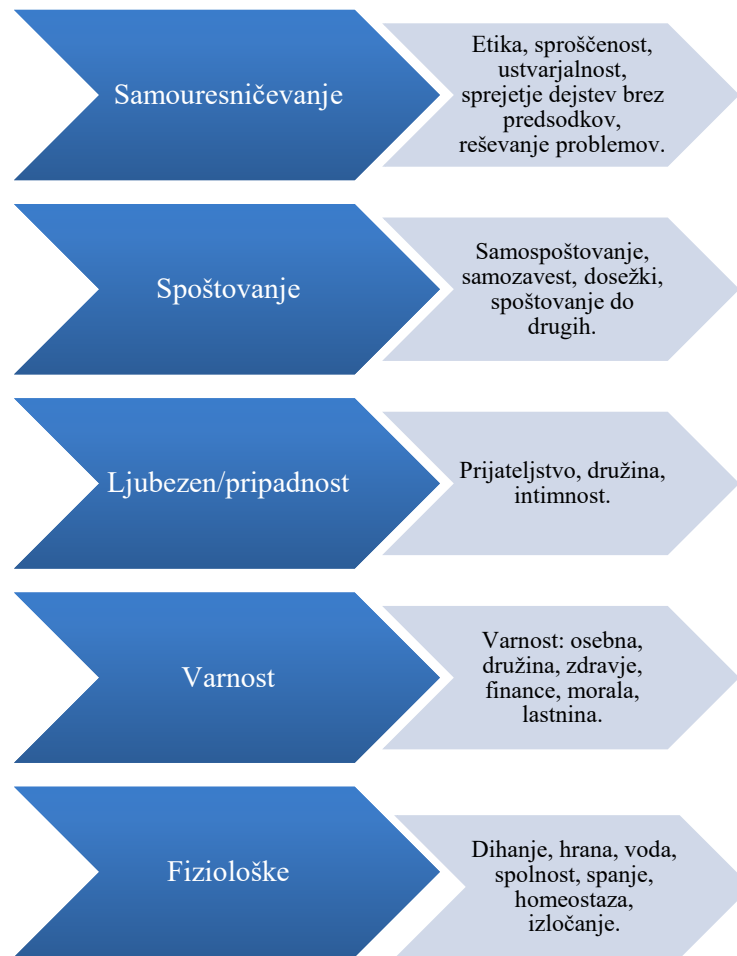 Samouresničevanje
Etika, sproščenost,
ustvarjalnost,
sprejetje dejstev brez
predsodkov,
reševanje problemov.
Spoštovanje
Samospoštovanje,
samozavest, dosežki,
spoštovanje do
drugih.
Ljubezen/pripadnost
Prijateljstvo, družina,
intimnost.
Varnost
Varnost: osebna,
družina, zdravje,
finance, morala,
lastnina.
Fiziološke
Dihanje, hrana, voda,
spolnost, spanje,
homeostaza,
izločanje.